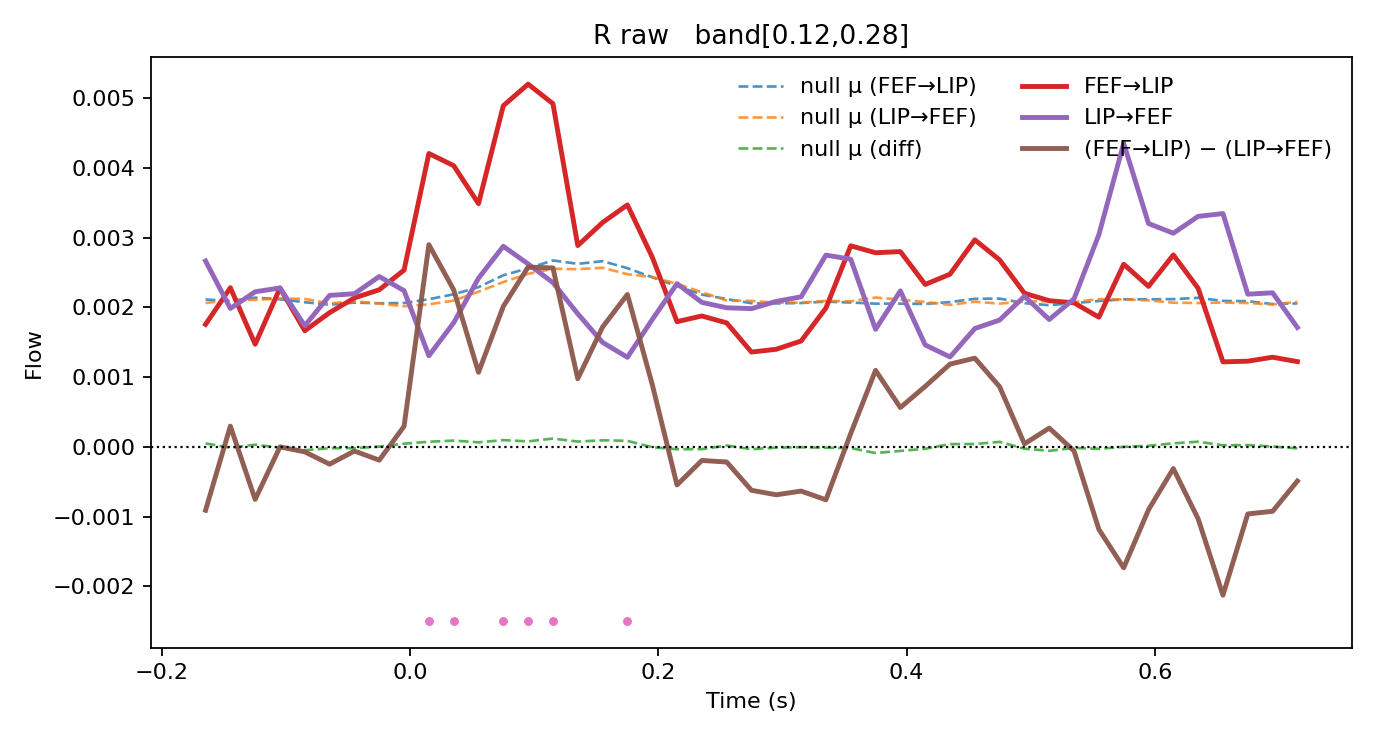 R raw   band[0.12,0.28]
null μ (FEF→LIP)
null μ (LIP→FEF)
null μ (diff)
FEF→LIP
LIP→FEF
(FEF→LIP) − (LIP→FEF)
Flow
0.005
0.004
0.003
0.002
0.001
0.000
−0.001
−0.002
−0.2
0.0
0.2
0.4
0.6
Time (s)